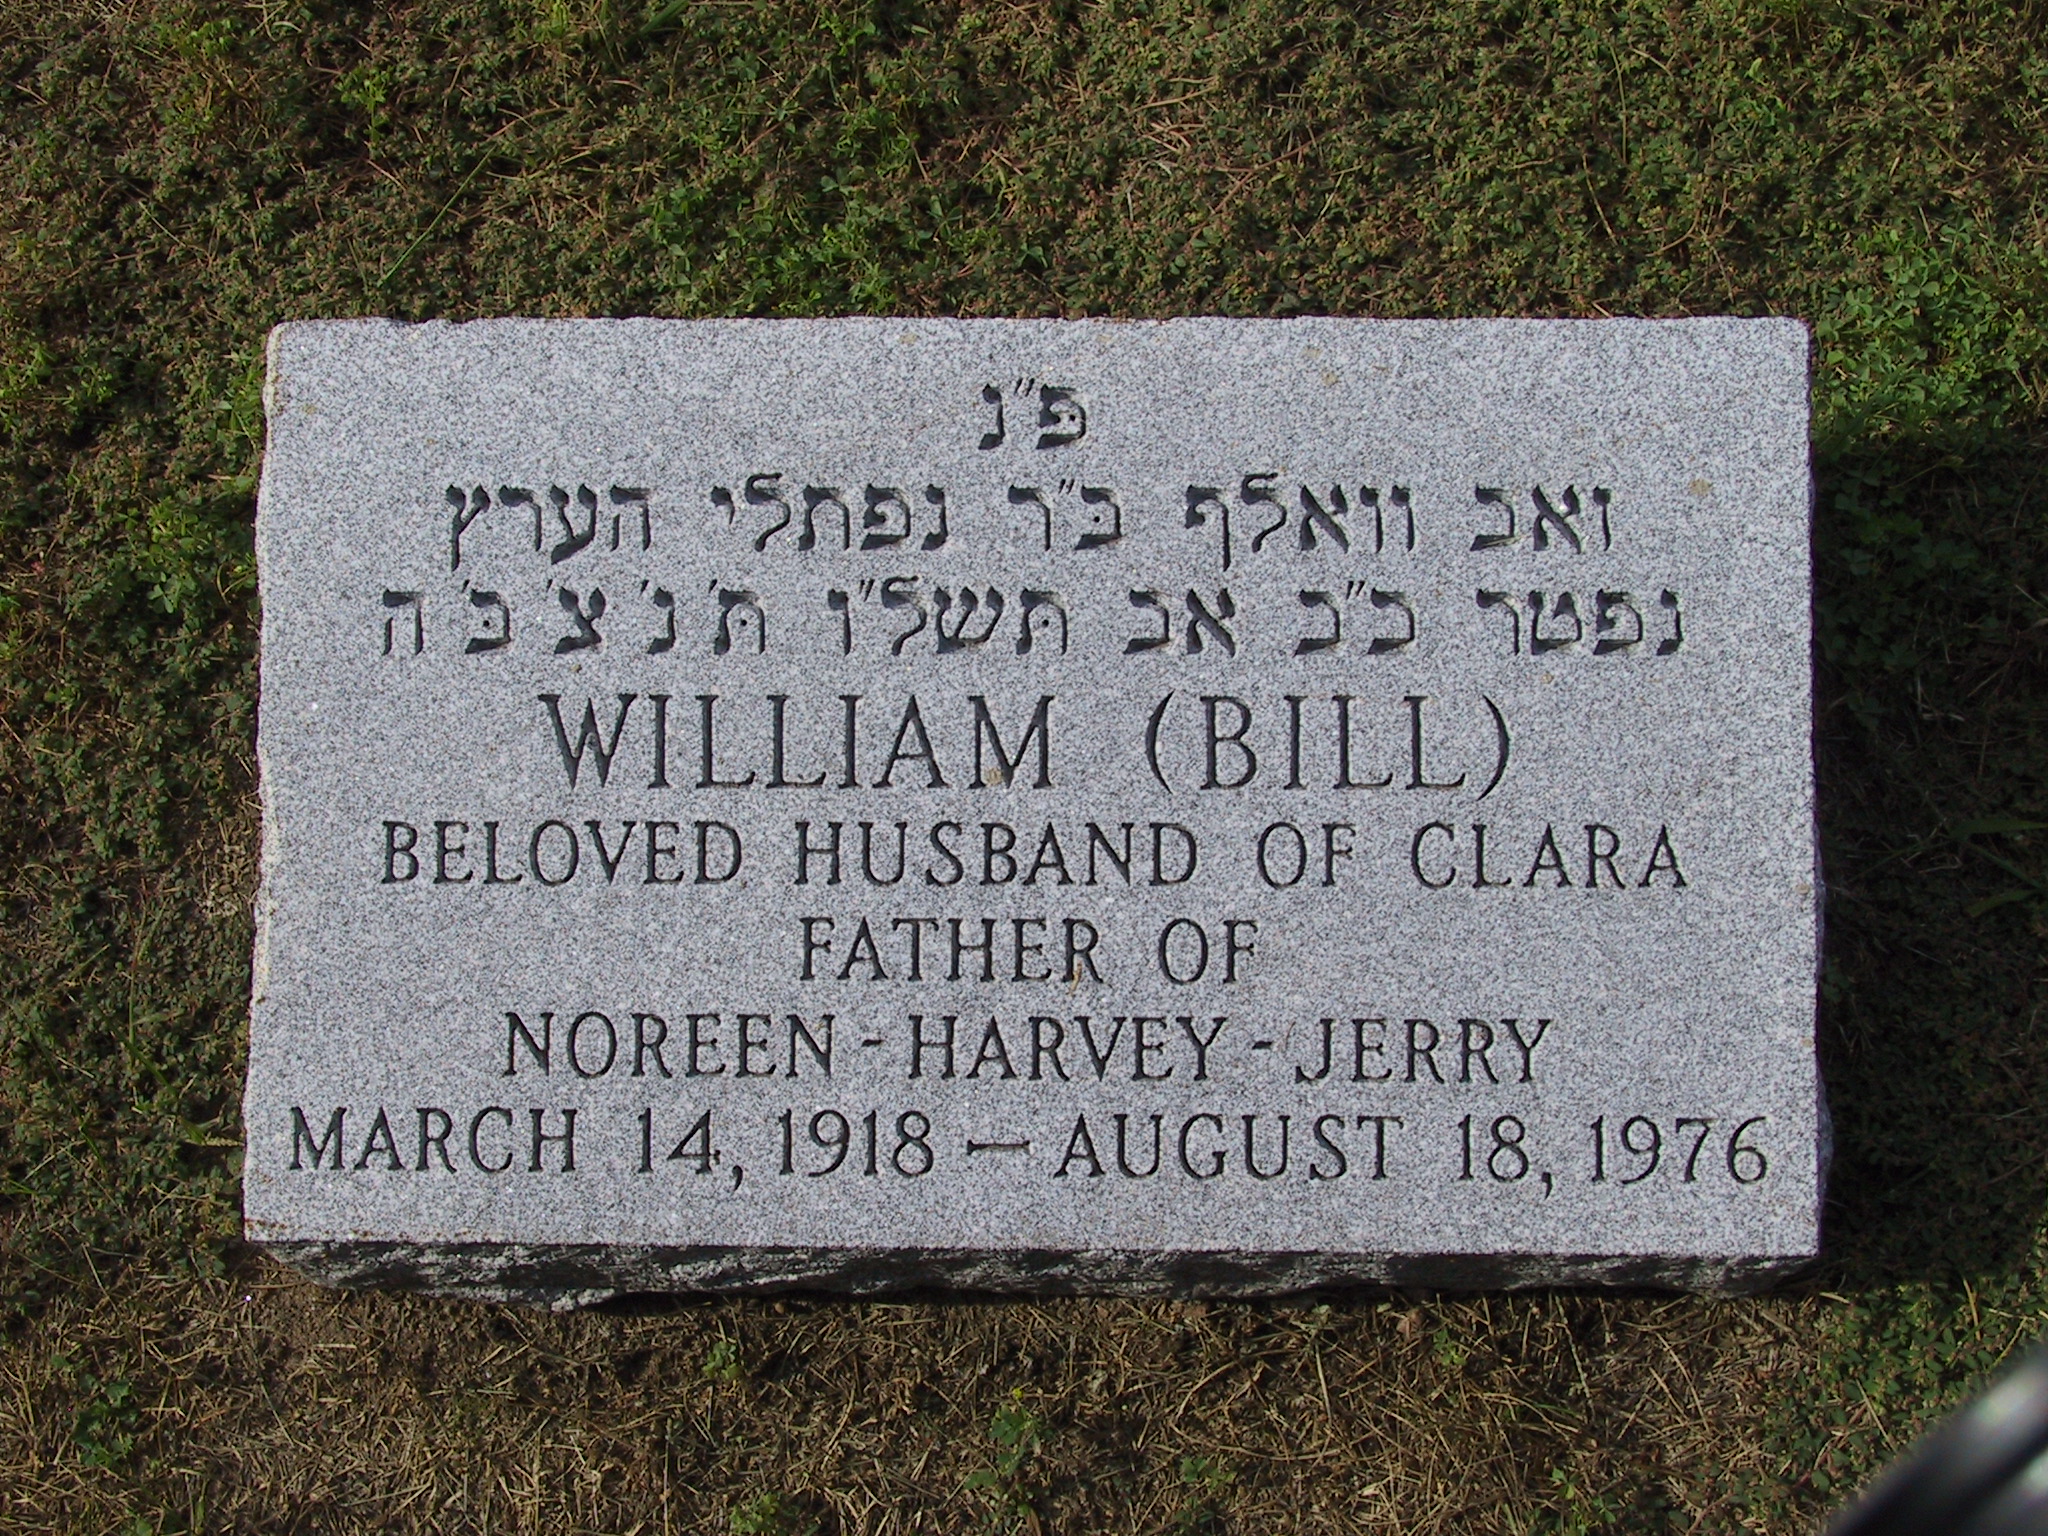 פּ"נ
זאב וואלף בּ"ר נפתלי הערץ
נפטר כ"ב אב תּשל"ו תּ' נ' צ' בּ' ה
WILLIAM (BILL)
BELOVED HUSBAND OF CLARA
FATHER OF
NOREEN - HARVEY - JERRY
MARCH 14, 1918 — AUGUST 18, 1976